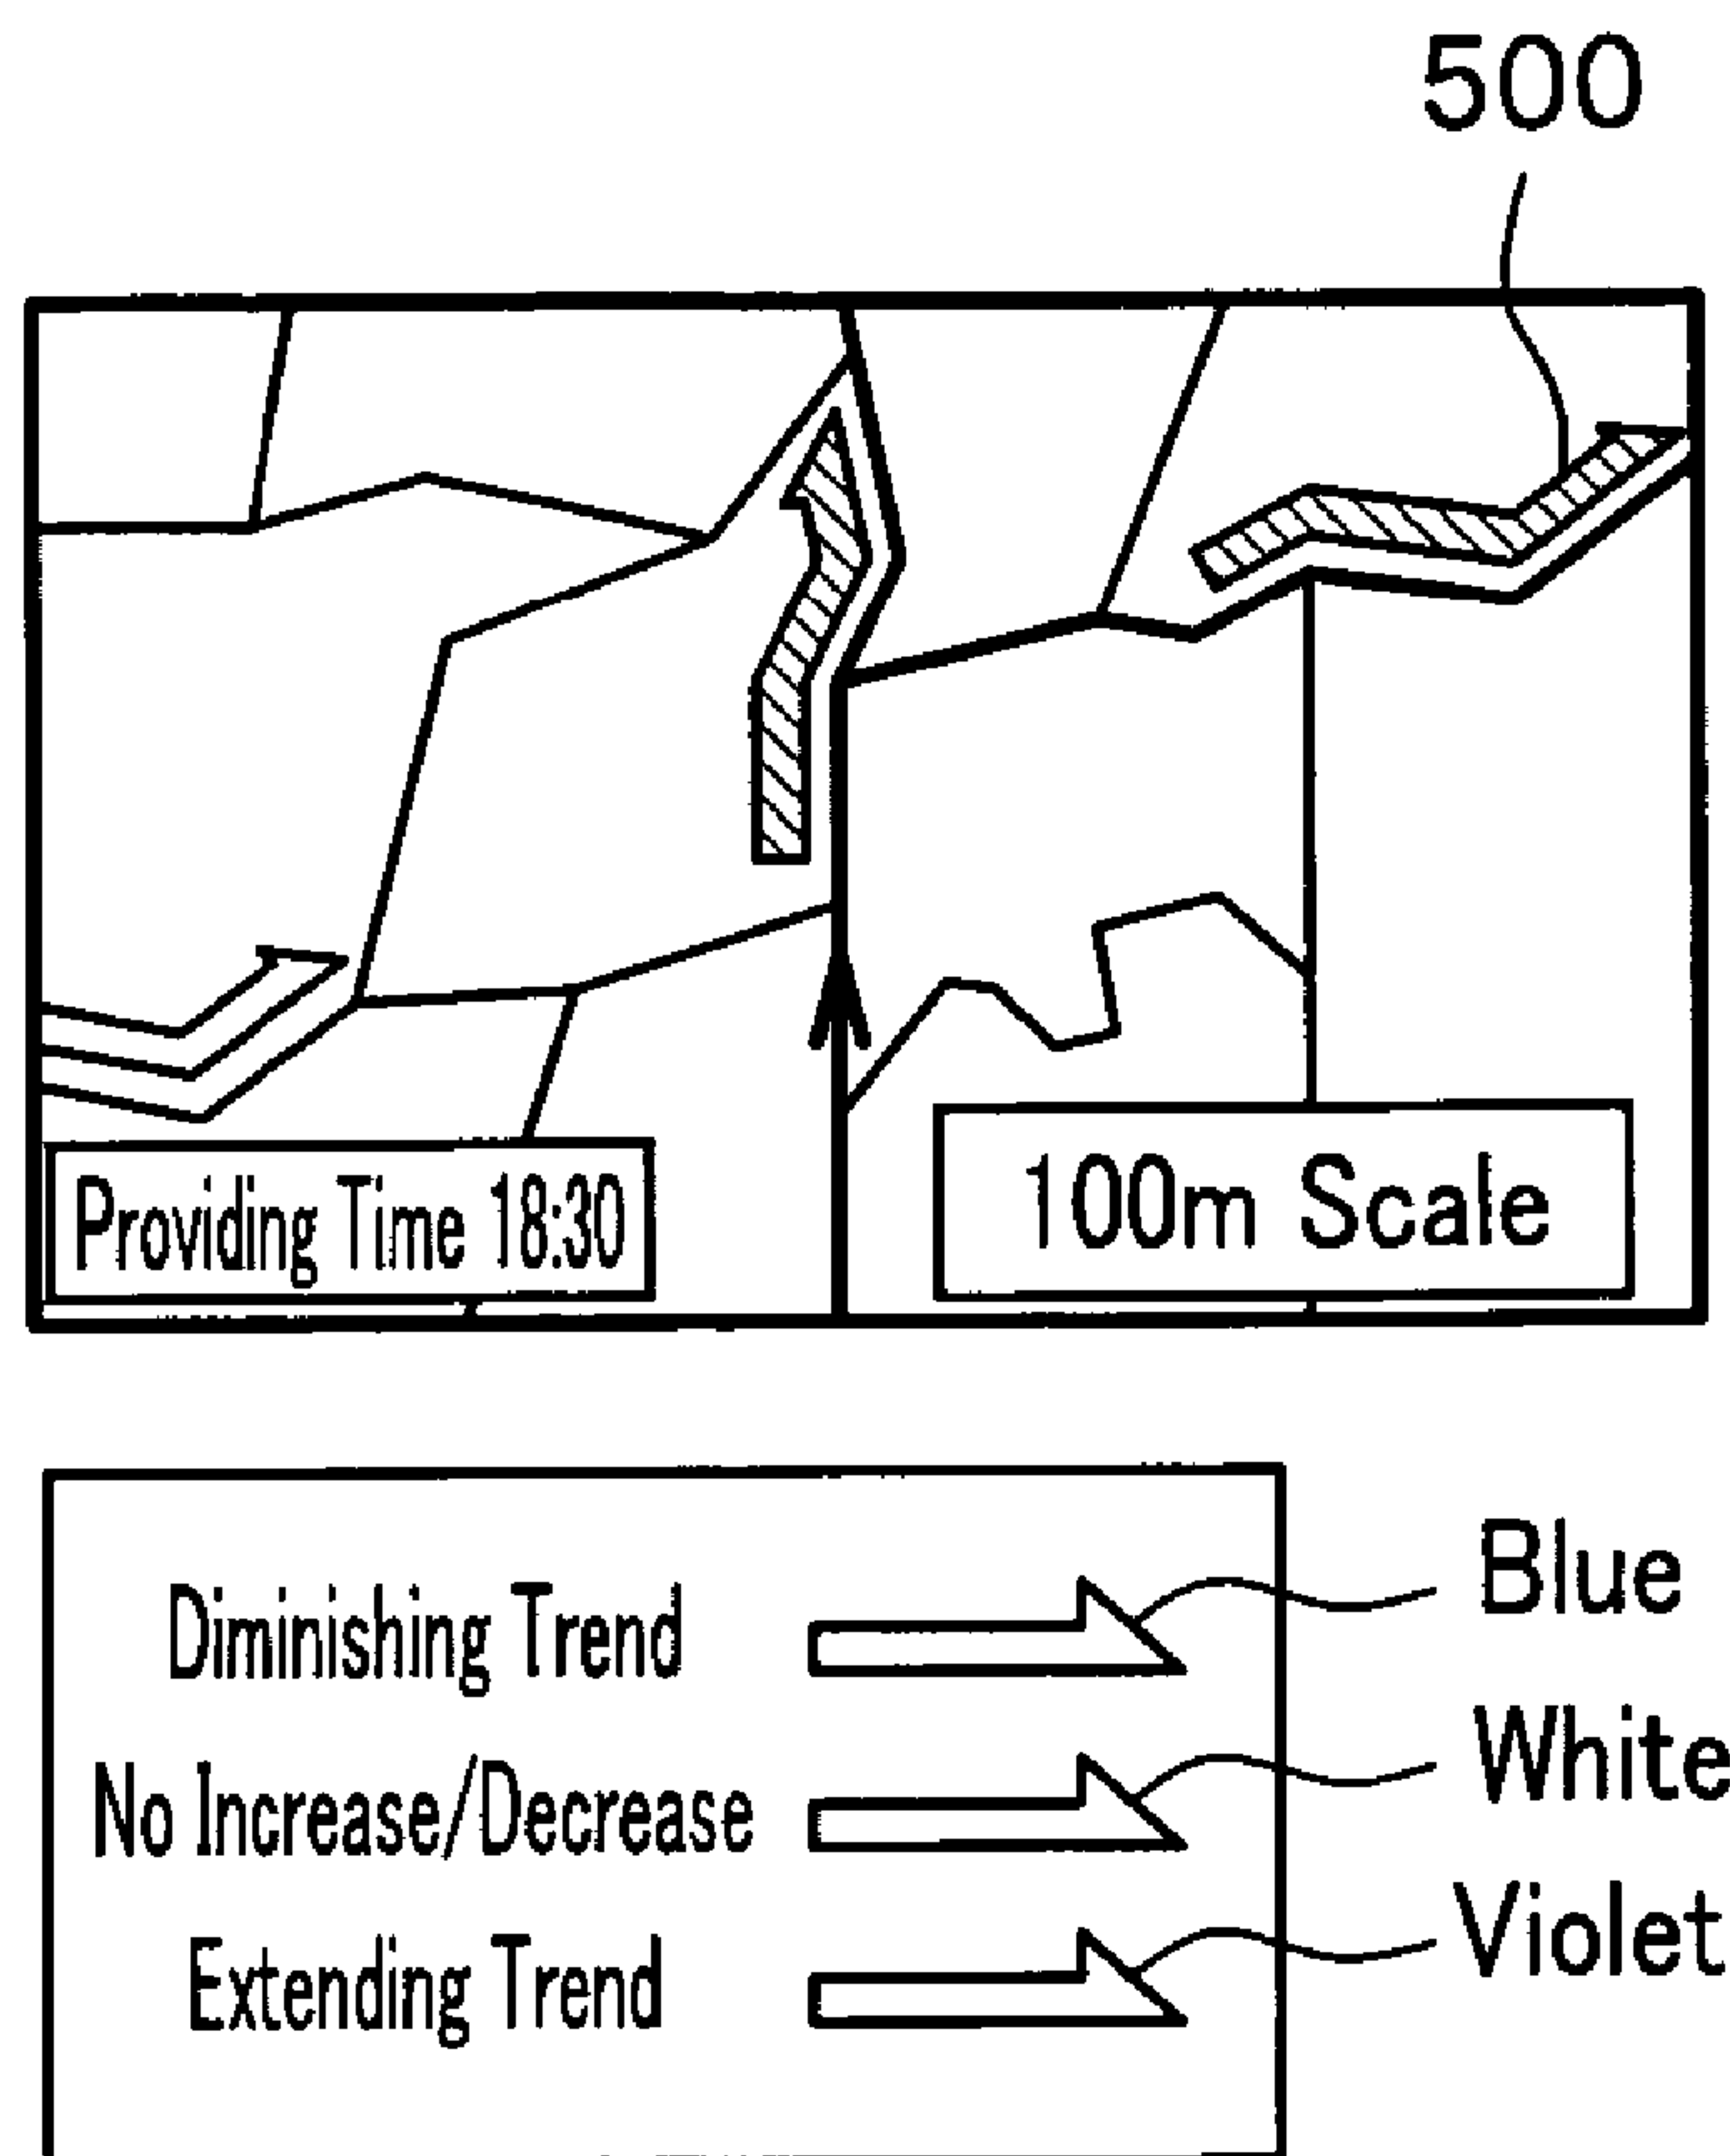 500
Providing Time 18:30
100m Scale
Diminishing Trend
Blue
No Increase/Decrease
White
Extending Trend
Violet